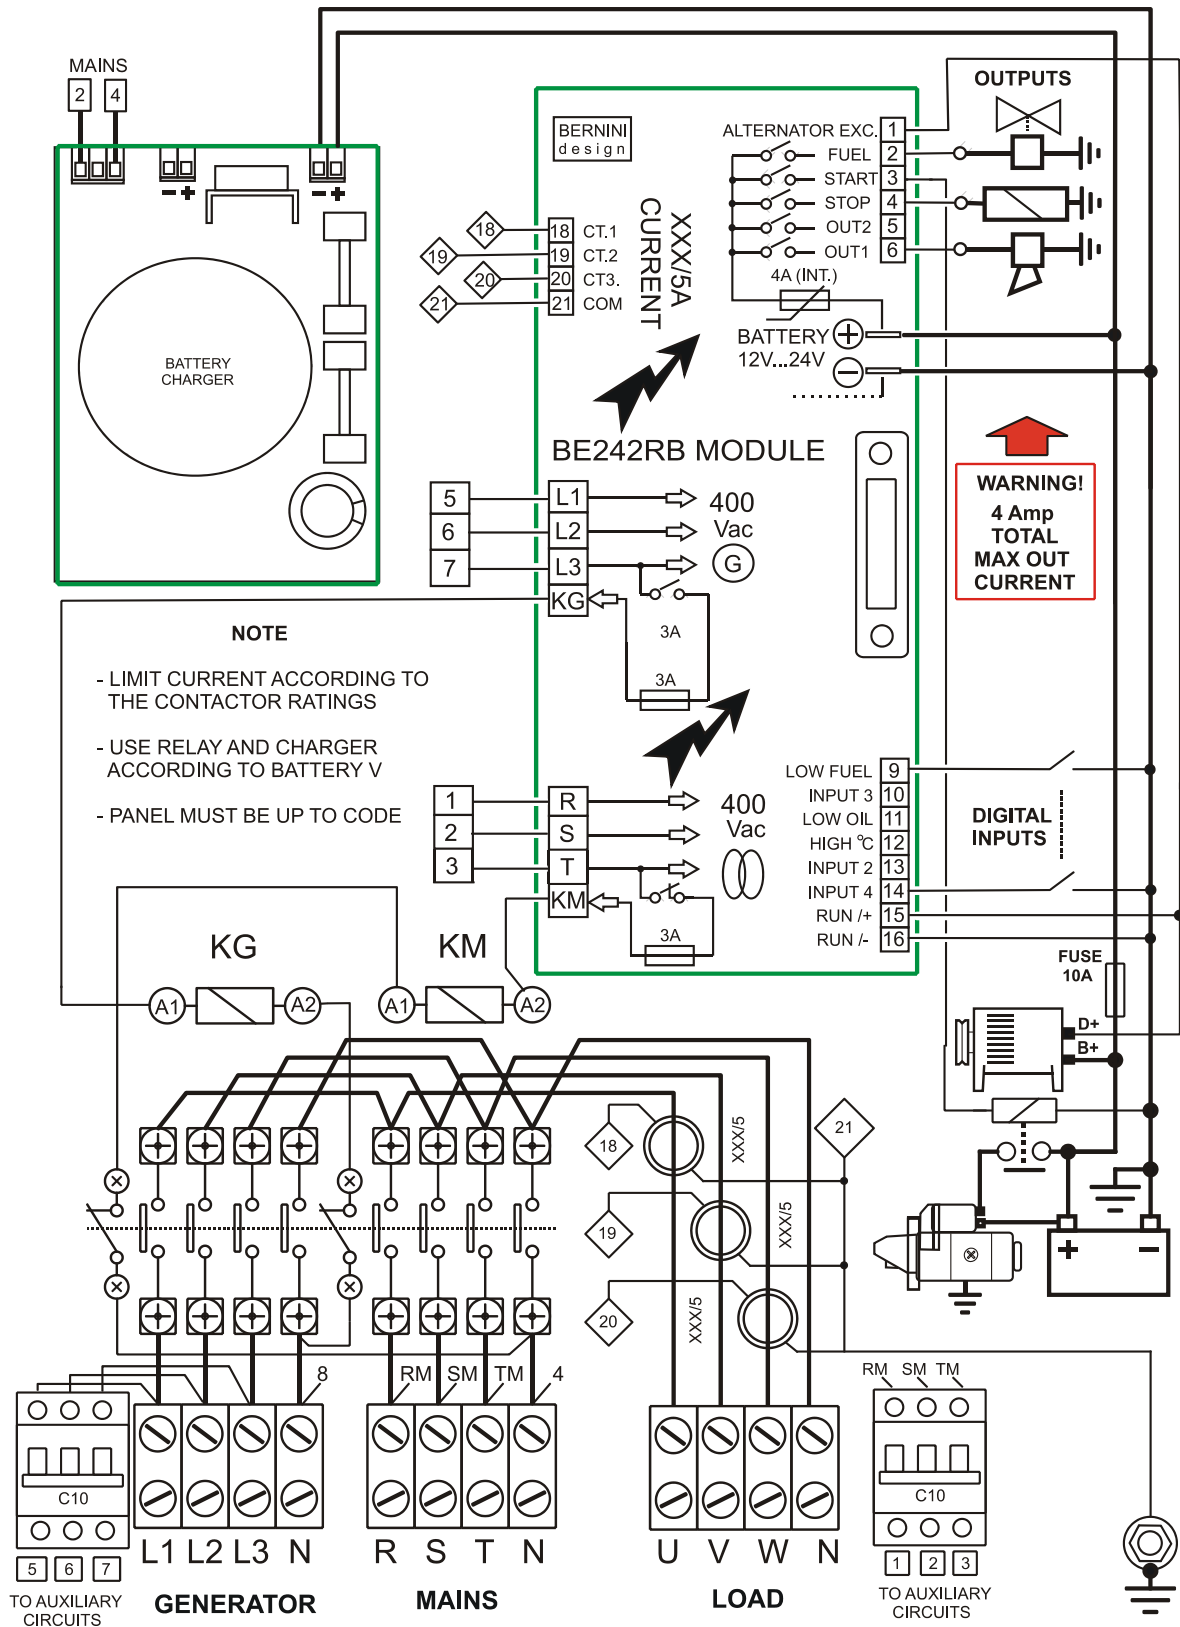 MAINS
2
4
BATTERY
CHARGER
BERNINI
design
ALTERNATOR EXC. 1
FUEL 2
START 3
STOP 4
OUT2 5
OUT1 6
OUTPUTS
18 18 CT.1
19 19 CT.2
20 20 CT3.
21 21 COM
XXX/5A
CURRENT
4A (INT.)
BATTERY
12V...24V
BE242RB MODULE
WARNING!
4 Amp
TOTAL
MAX OUT
CURRENT
5 L1
6 L2
7 L3
KG
400
Vac
G
3A
3A
NOTE
- LIMIT CURRENT ACCORDING TO
THE CONTACTOR RATINGS
- USE RELAY AND CHARGER
ACCORDING TO BATTERY V
- PANEL MUST BE UP TO CODE
1 R
2 S
3 T
KM
400
Vac
3A
LOW FUEL 9
INPUT 3 10
LOW OIL 11
HIGH °C 12
INPUT 2 13
INPUT 4 14
RUN /+ 15
RUN /- 16
DIGITAL
INPUTS
FUSE
10A
D+
B+
KG
KM
A1
A2
A1
A2
18
XXX/5
21
19
XXX/5
20
XXX/5
8
RM
SM
TM
4
RM SM TM
C10
C10
L1 L2 L3 N
R S T N
U V W N
5 6 7
1 2 3
TO AUXILIARY
CIRCUITS
GENERATOR
MAINS
LOAD
TO AUXILIARY
CIRCUITS